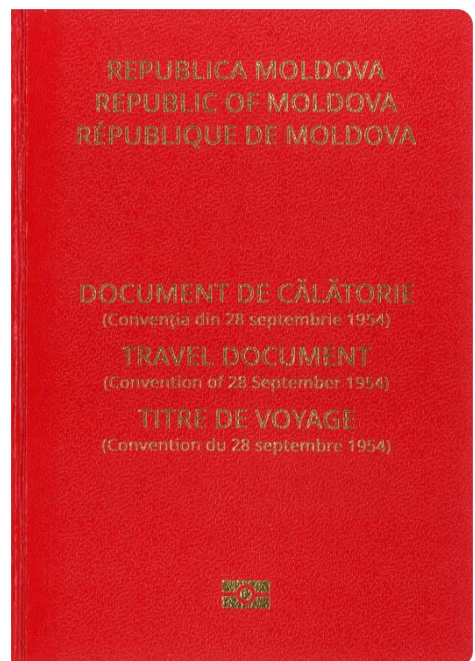 REPUBLICA MOLDOVA
REPUBLIC OF MOLDOVA
RÉPUBLIQUE DE MOLDOVA
DOCUMENT DE CĂLĂTORIE
(Convenția din 28 septembrie 1954)
TRAVEL DOCUMENT
(Convention of 28 September 1954)
TITRE DE VOYAGE
(Convention du 28 septembre 1954)